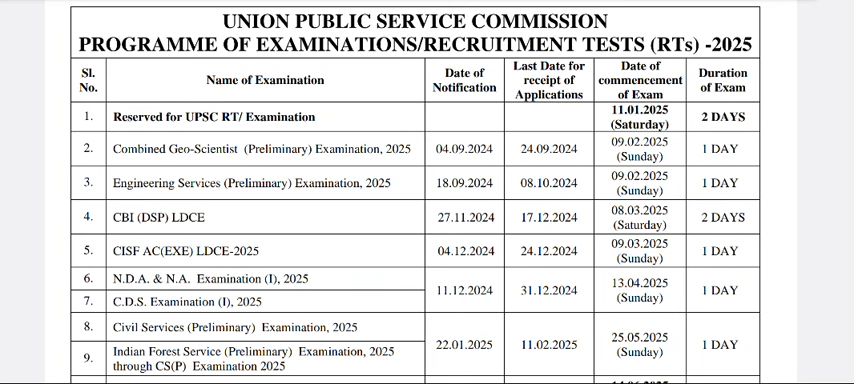 UNION PUBLIC SERVICE COMMISSION
PROGRAMME OF EXAMINATIONS/RECRUITMENT TESTS (RTs) -2025
Sl. No. Name of Examination Date of Notification Last Date for receipt of Applications Date of commencement of Exam Duration of Exam
1. Reserved for UPSC RT/ Examination 11.01.2025 (Saturday) 2 DAYS
2. Combined Geo-Scientist (Preliminary) Examination, 2025 04.09.2024 24.09.2024 09.02.2025 (Sunday) 1 DAY
3. Engineering Services (Preliminary) Examination, 2025 18.09.2024 08.10.2024 09.02.2025 (Sunday) 1 DAY
4. CBI (DSP) LDCE 27.11.2024 17.12.2024 08.03.2025 (Saturday) 2 DAYS
5. CISF AC(EXE) LDCE-2025 04.12.2024 24.12.2024 09.03.2025 (Sunday) 1 DAY
6. N.D.A. & N.A. Examination (I), 2025 11.12.2024 31.12.2024 13.04.2025 (Sunday) 1 DAY
7. C.D.S. Examination (I), 2025
8. Civil Services (Preliminary) Examination, 2025 22.01.2025 11.02.2025 25.05.2025 (Sunday) 1 DAY
9. Indian Forest Service (Preliminary) Examination, 2025
through CS(P) Examination 2025